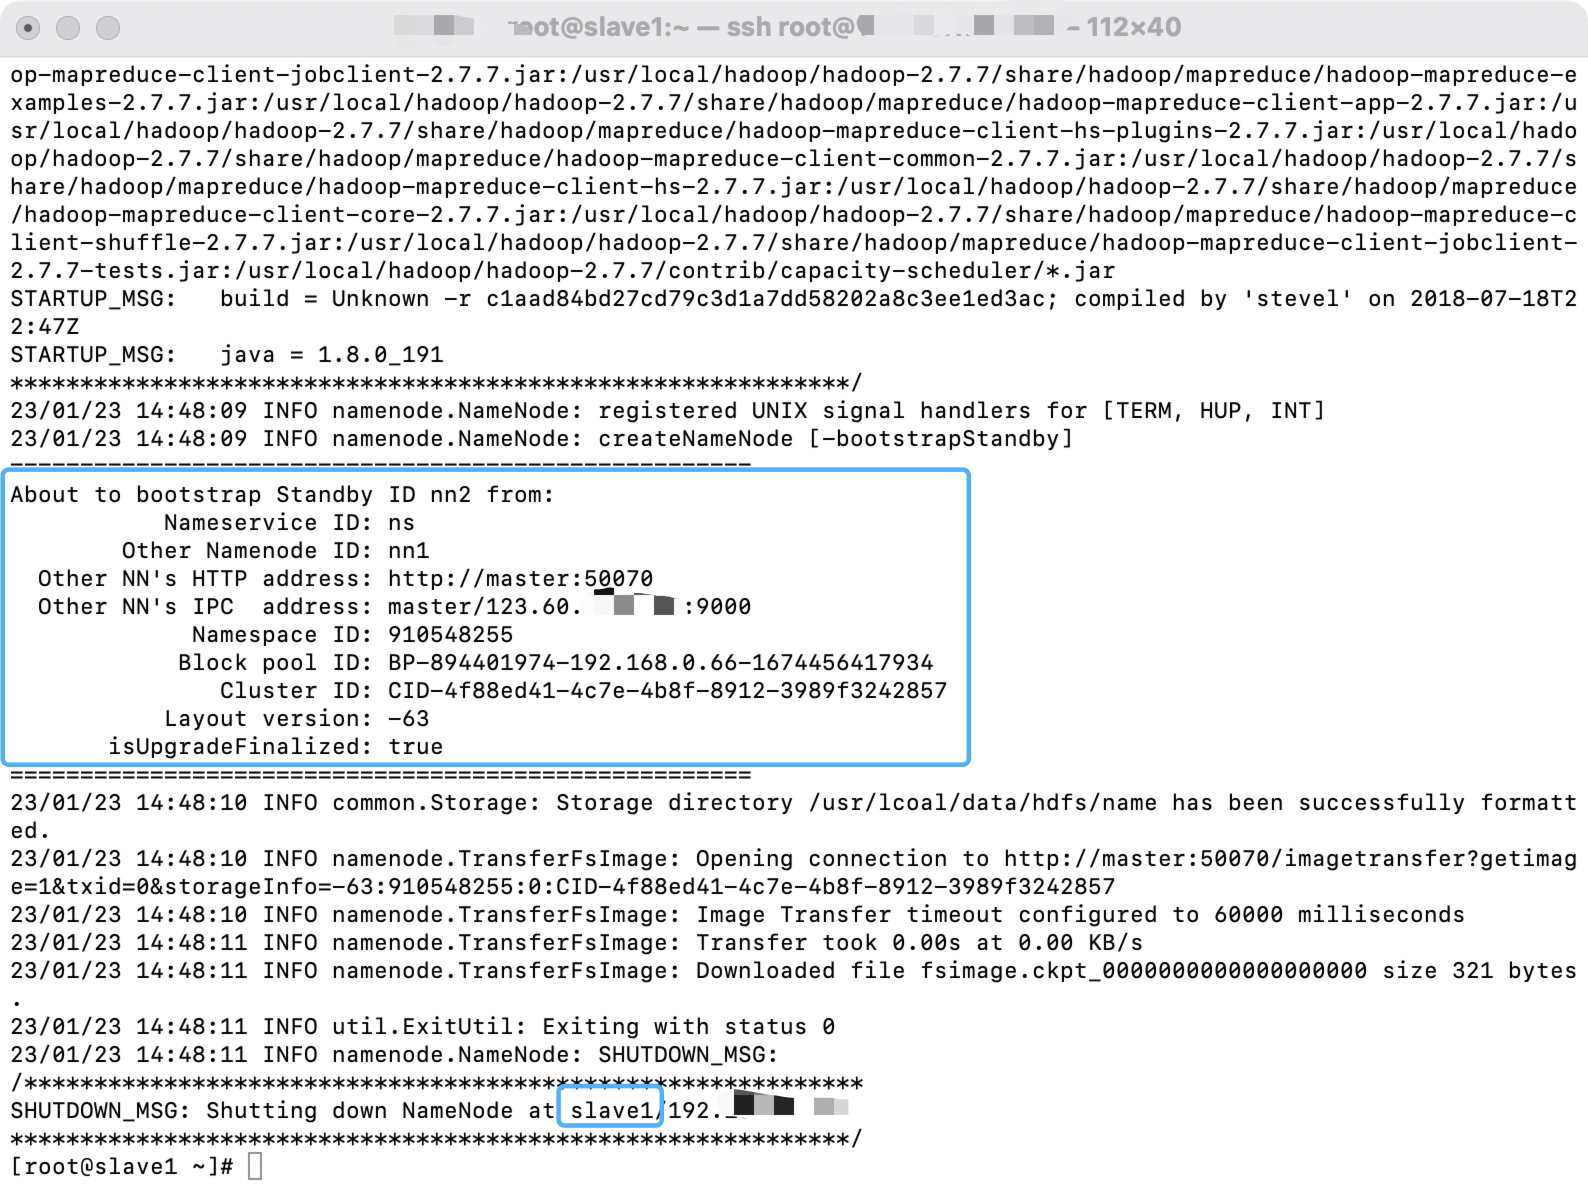 root@slave1:~ — ssh root@ – 112×40
op-mapreduce-client-jobclient-2.7.7.jar:/usr/local/hadoop/hadoop-2.7.7/share/hadoop/mapreduce/hadoop-mapreduce-e
xamples-2.7.7.jar:/usr/local/hadoop/hadoop-2.7.7/share/hadoop/mapreduce/hadoop-mapreduce-client-app-2.7.7.jar:/u
sr/local/hadoop/hadoop-2.7.7/share/hadoop/mapreduce/hadoop-mapreduce-client-hs-plugins-2.7.7.jar:/usr/local/hado
op/hadoop-2.7.7/share/hadoop/mapreduce/hadoop-mapreduce-client-common-2.7.7.jar:/usr/local/hadoop/hadoop-2.7.7/s
hare/hadoop/mapreduce/hadoop-mapreduce-client-hs-2.7.7.jar:/usr/local/hadoop/hadoop-2.7.7/share/hadoop/mapreduce
/hadoop-mapreduce-client-core-2.7.7.jar:/usr/local/hadoop/hadoop-2.7.7/share/hadoop/mapreduce/hadoop-mapreduce-c
lient-shuffle-2.7.7.jar:/usr/local/hadoop/hadoop-2.7.7/share/hadoop/mapreduce/hadoop-mapreduce-client-jobclient-
2.7.7-tests.jar:/usr/local/hadoop/hadoop-2.7.7/contrib/capacity-scheduler/*.jar
STARTUP_MSG:   build = Unknown -r c1aad84bd27cd79c3d1a7dd58202a8c3ee1ed3ac; compiled by 'stevel' on 2018-07-18T2
2:47Z
STARTUP_MSG:   java = 1.8.0_191
************************************************************/
23/01/23 14:48:09 INFO namenode.NameNode: registered UNIX signal handlers for [TERM, HUP, INT]
23/01/23 14:48:09 INFO namenode.NameNode: createNameNode [-bootstrapStandby]
=====================================================
About to bootstrap Standby ID nn2 from:
           Nameservice ID: ns
        Other Namenode ID: nn1
  Other NN's HTTP address: http://master:50070
  Other NN's IPC  address: master/123.60. :9000
             Namespace ID: 910548255
            Block pool ID: BP-894401974-192.168.0.66-1674456417934
               Cluster ID: CID-4f88ed41-4c7e-4b8f-8912-3989f3242857
           Layout version: -63
       isUpgradeFinalized: true
=====================================================
23/01/23 14:48:10 INFO common.Storage: Storage directory /usr/lcoal/data/hdfs/name has been successfully formatt
ed.
23/01/23 14:48:10 INFO namenode.TransferFsImage: Opening connection to http://master:50070/imagetransfer?getimag
e=1&txid=0&storageInfo=-63:910548255:0:CID-4f88ed41-4c7e-4b8f-8912-3989f3242857
23/01/23 14:48:10 INFO namenode.TransferFsImage: Image Transfer timeout configured to 60000 milliseconds
23/01/23 14:48:11 INFO namenode.TransferFsImage: Transfer took 0.00s at 0.00 KB/s
23/01/23 14:48:11 INFO namenode.TransferFsImage: Downloaded file fsimage.ckpt_0000000000000000000 size 321 bytes
.
23/01/23 14:48:11 INFO util.ExitUtil: Exiting with status 0
23/01/23 14:48:11 INFO namenode.NameNode: SHUTDOWN_MSG:
/************************************************************
SHUTDOWN_MSG: Shutting down NameNode at slave1/192.
************************************************************/
[root@slave1 ~]#